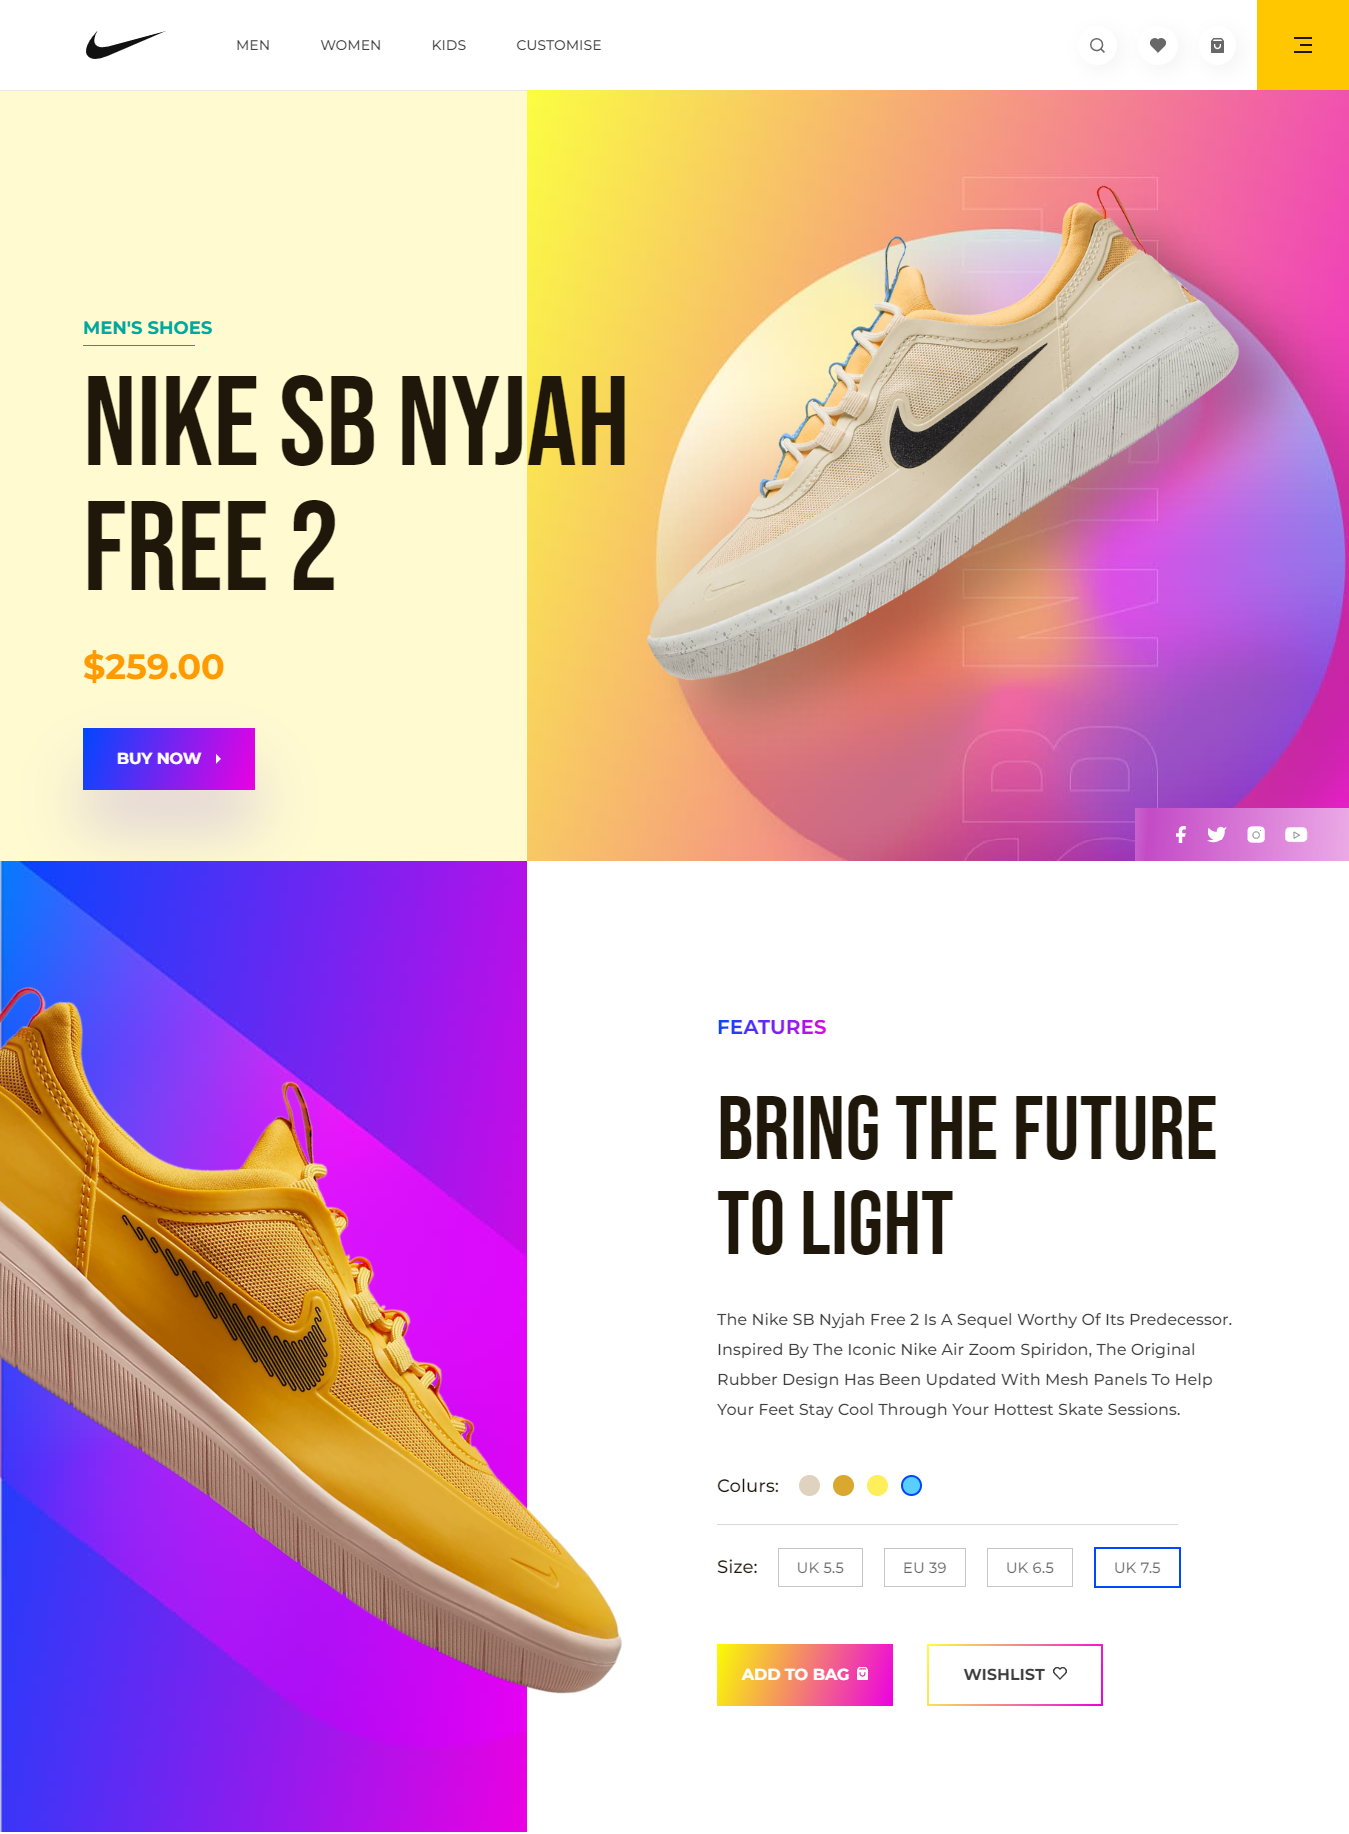 MEN WOMEN KIDS CUSTOMISE
MEN'S SHOES
NIKE SB NYJAH
FREE 2
$259.00
BUY NOW
FEATURES
BRING THE FUTURE
TO LIGHT
The Nike SB Nyjah Free 2 Is A Sequel Worthy Of Its Predecessor.
Inspired By The Iconic Nike Air Zoom Spiridon, The Original
Rubber Design Has Been Updated With Mesh Panels To Help
Your Feet Stay Cool Through Your Hottest Skate Sessions.
Colurs:
Size: UK 5.5 EU 39 UK 6.5 UK 7.5
ADD TO BAG WISHLIST